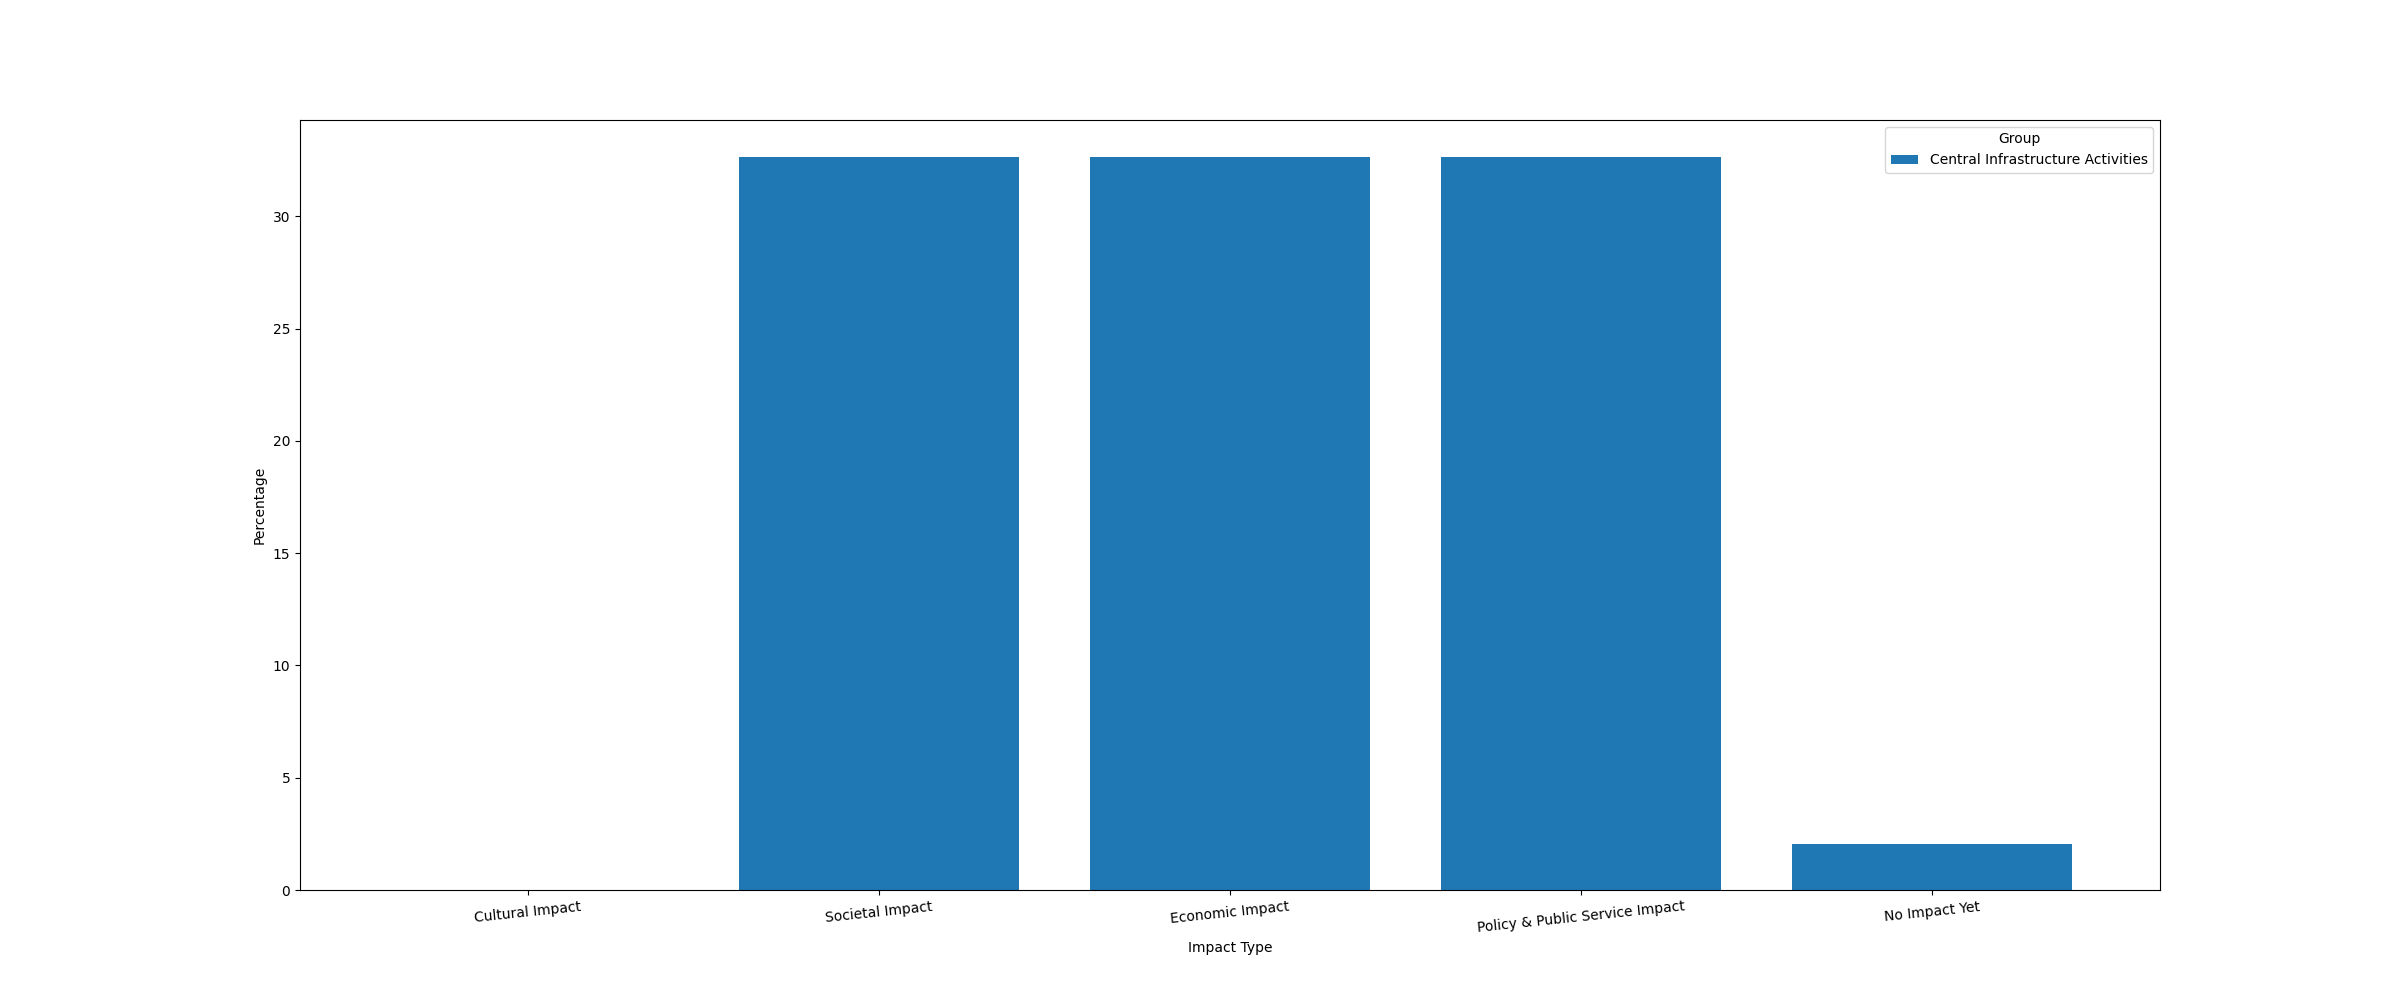 Group
Central Infrastructure Activities
30
25
20
15
10
5
0
Percentage
Cultural Impact
Societal Impact
Economic Impact
Policy & Public Service Impact
No Impact Yet
Impact Type